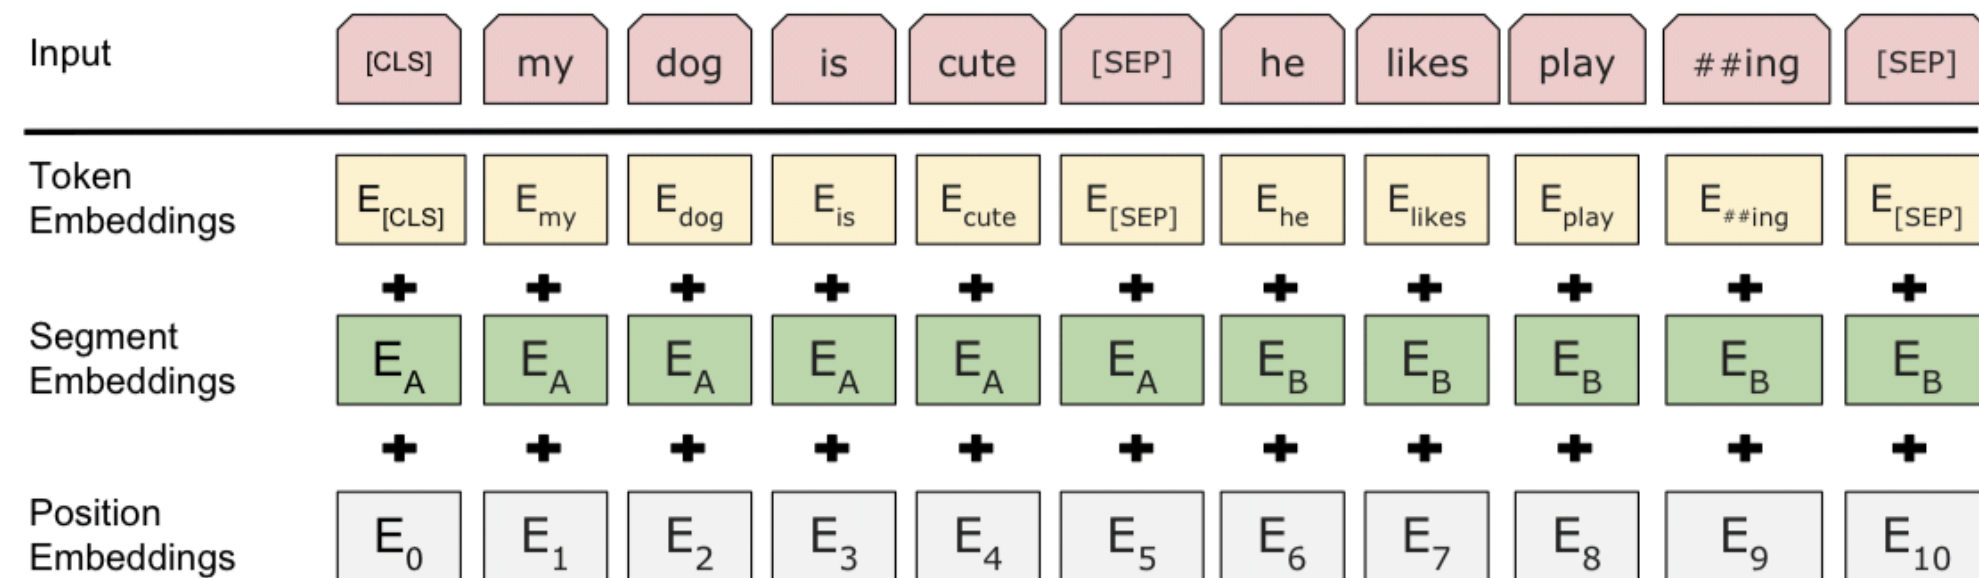 Input [CLS] my dog is cute [SEP] he likes play ##ing [SEP]
Token Embeddings E[CLS] Emy Edog Eis Ecute E[SEP] Ehe Elikes Eplay E##ing E[SEP]
+ + + + + + + + + + +
Segment Embeddings EA EA EA EA EA EA EB EB EB EB EB
+ + + + + + + + + + +
Position Embeddings E0 E1 E2 E3 E4 E5 E6 E7 E8 E9 E10